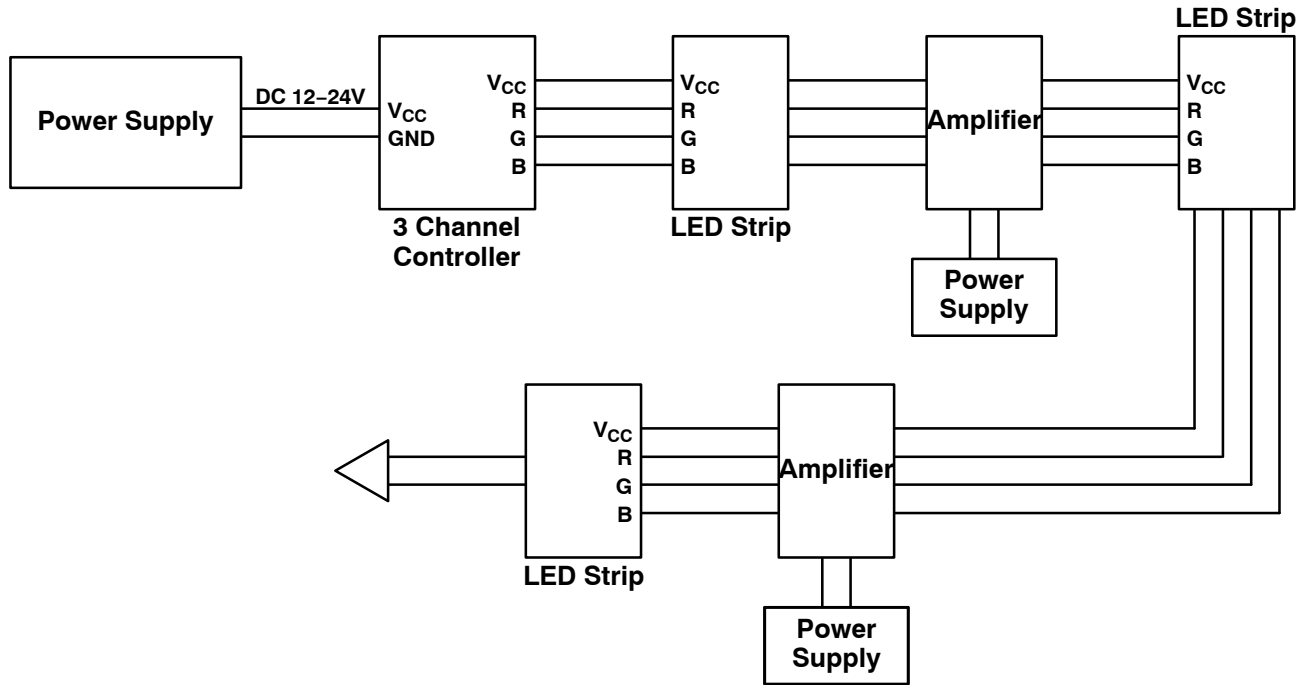 LED Strip
Power Supply
DC 12–24V
VCC
GND
VCC
R
G
B
3 Channel
Controller
VCC
R
G
B
LED Strip
Amplifier
Power
Supply
VCC
R
G
B
VCC
R
G
B
LED Strip
Amplifier
Power
Supply